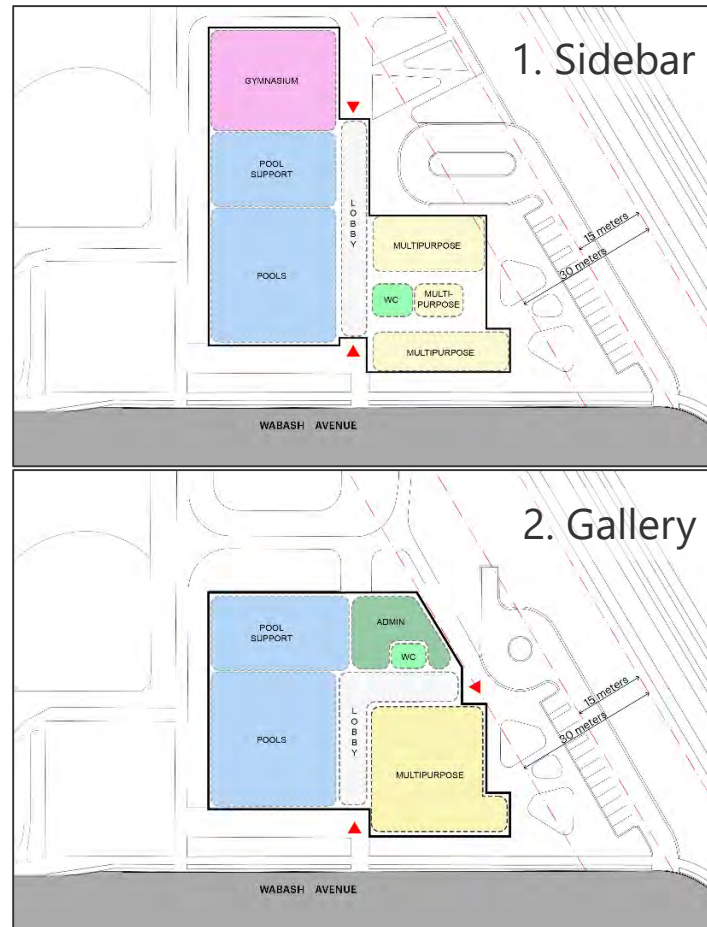 1. Sidebar
GYMNASIUM
POOL
SUPPORT
L
O
B
B
Y
MULTIPURPOSE
15 meters
30 meters
POOLS
WC
MULTI-
PURPOSE
MULTIPURPOSE
WABASH AVENUE
2. Gallery
POOL
SUPPORT
ADMIN
WC
15 meters
30 meters
L
O
B
B
Y
POOLS
MULTIPURPOSE
WABASH AVENUE